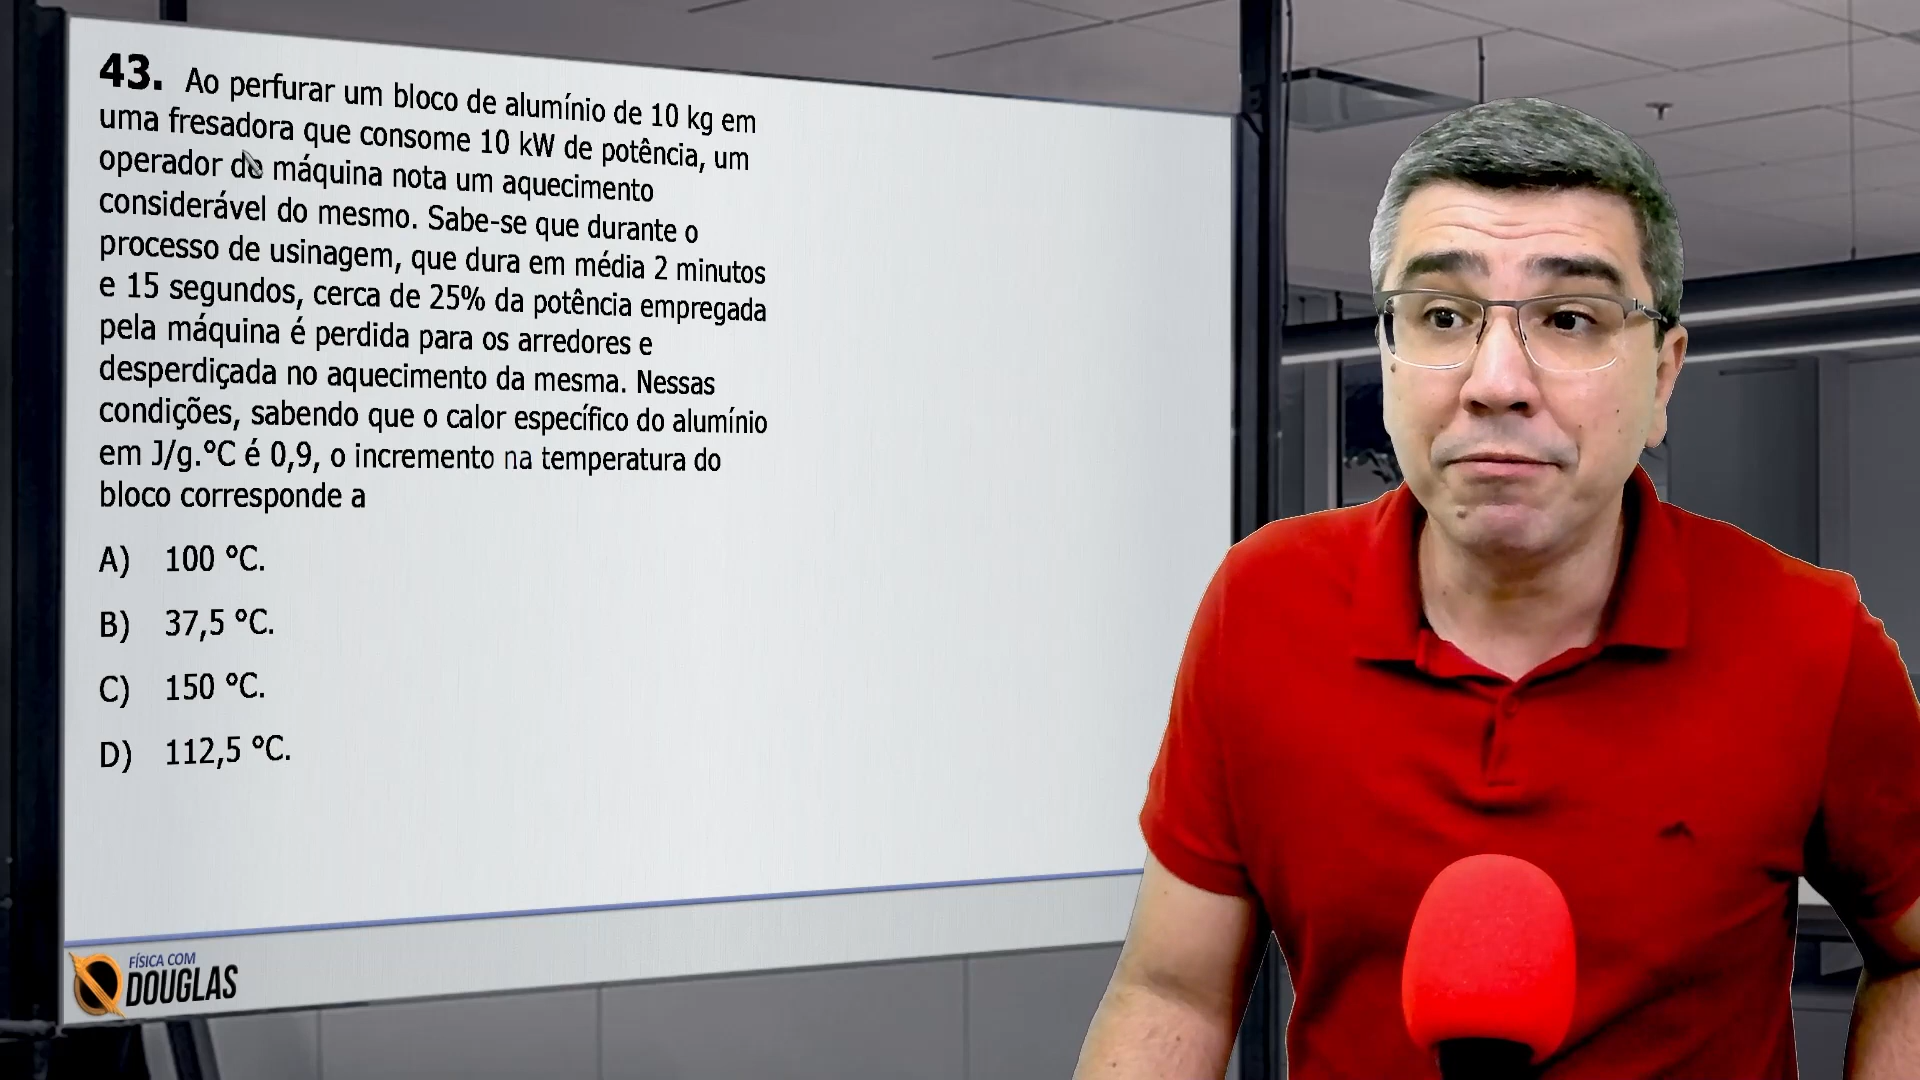 43. Ao perfurar um bloco de alumínio de 10 kg em
uma fresadora que consome 10 kW de potência, um
operador de máquina nota um aquecimento
considerável do mesmo. Sabe-se que durante o
processo de usinagem, que dura em média 2 minutos
e 15 segundos, cerca de 25% da potência empregada
pela máquina é perdida para os arredores e
desperdiçada no aquecimento da mesma. Nessas
condições, sabendo que o calor específico do alumínio
em J/g.°C é 0,9, o incremento na temperatura do
bloco corresponde a
A) 100 °C.
B) 37,5 °C.
C) 150 °C.
D) 112,5 °C.
FÍSICA COM
DOUGLAS